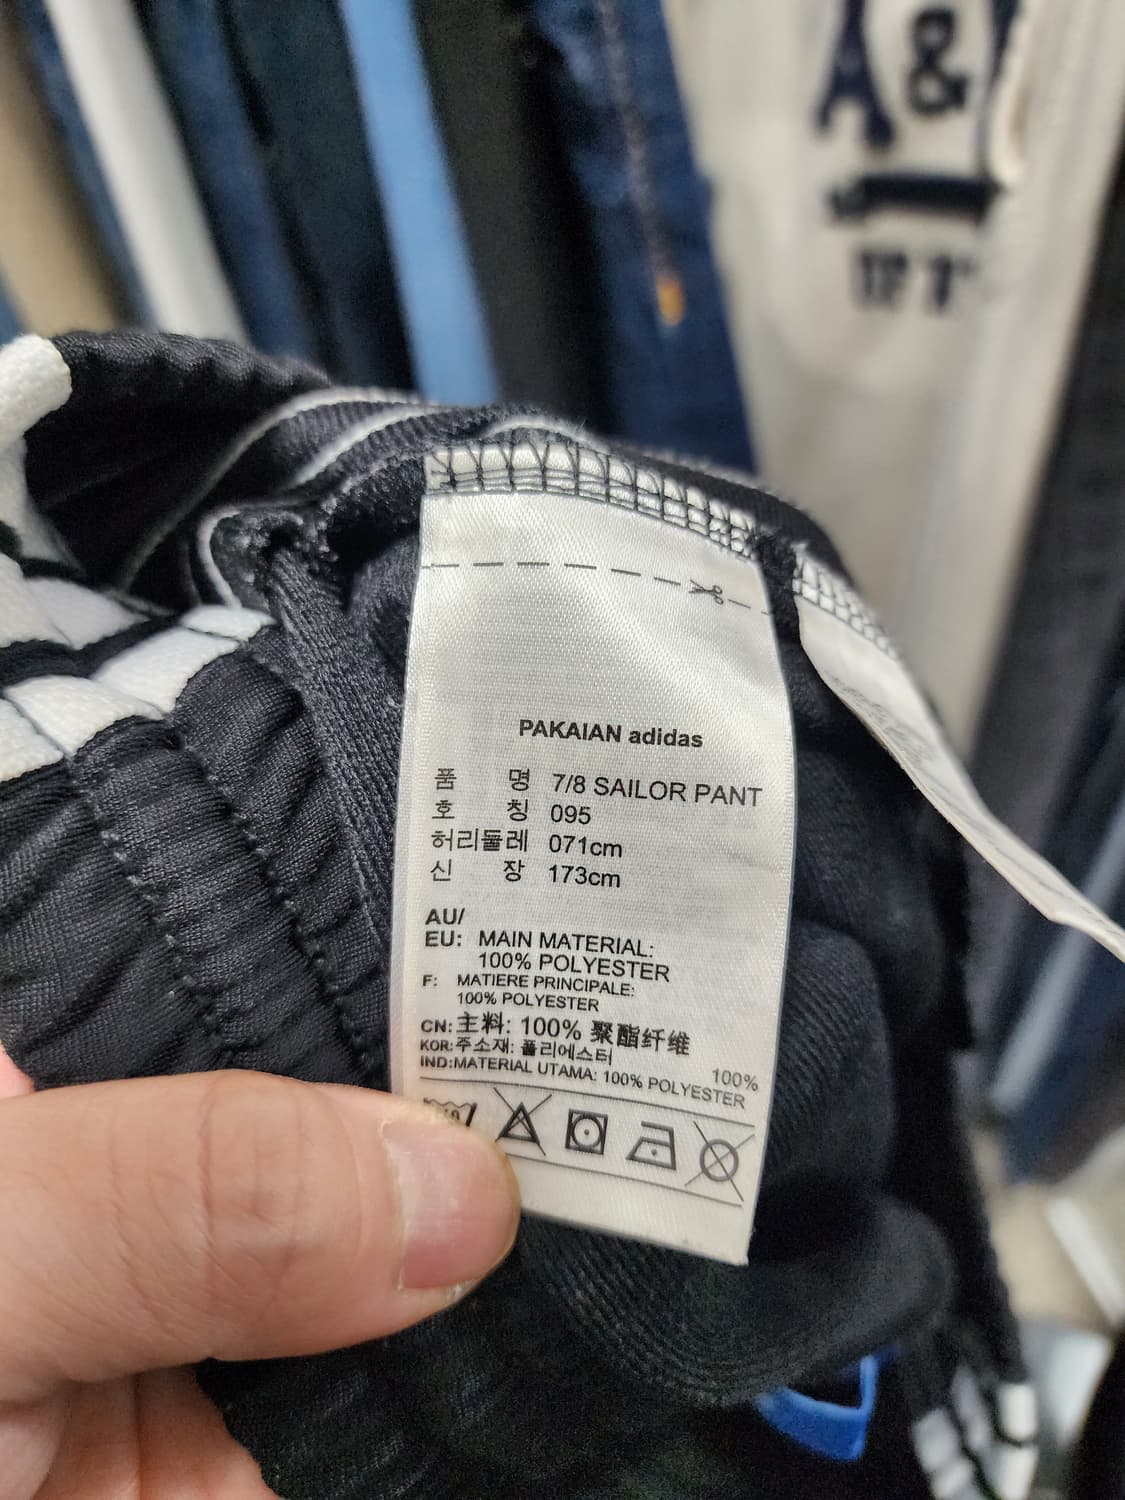 A &
PAKAIAN adidas
품 명 7/8 SAILOR PANT
호 칭 095
허리둘레 071cm
신 장 173cm
AU/
EU: MAIN MATERIAL:
100% POLYESTER
F: MATIERE PRINCIPALE:
100% POLYESTER
CN: 主料: 100% 聚酯纤维
KOR: 주소재: 폴리에스터 100%
IND: MATERIAL UTAMA: 100% POLYESTER